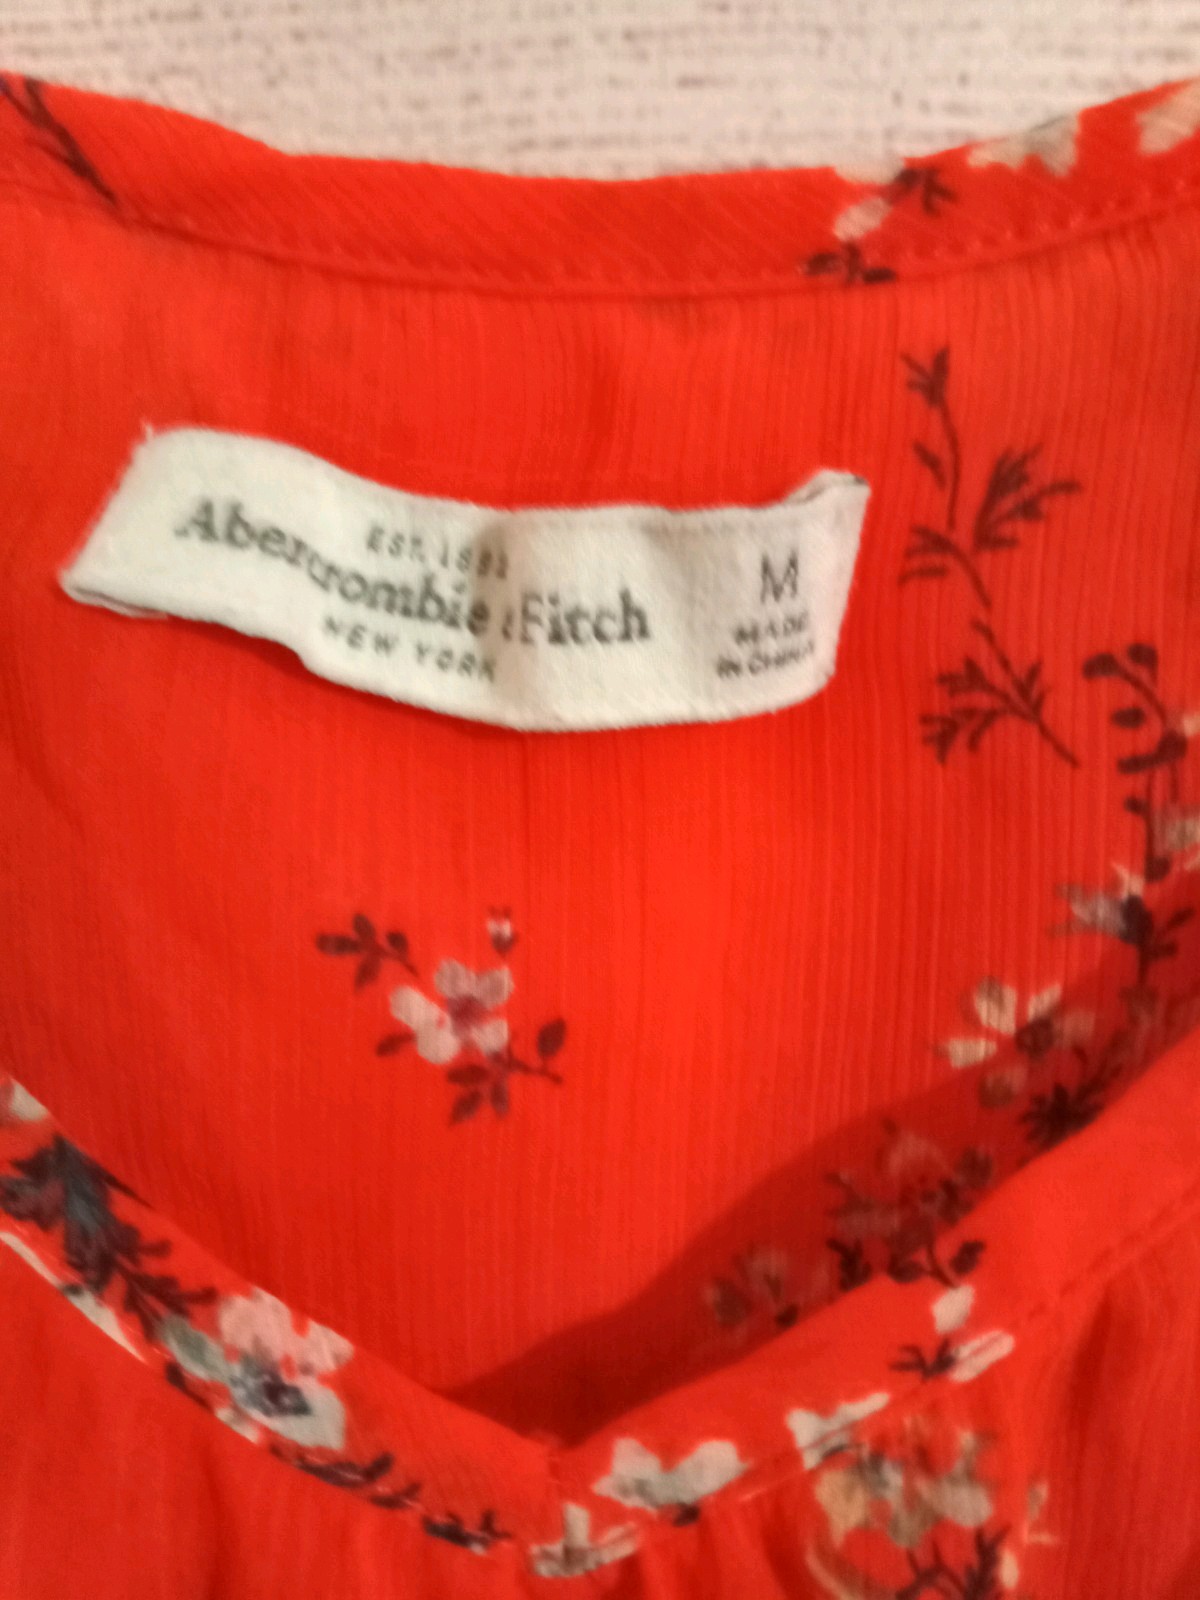 EST. 1892
Abercrombie & Fitch
NEW YORK
M
MADE
IN CHINA